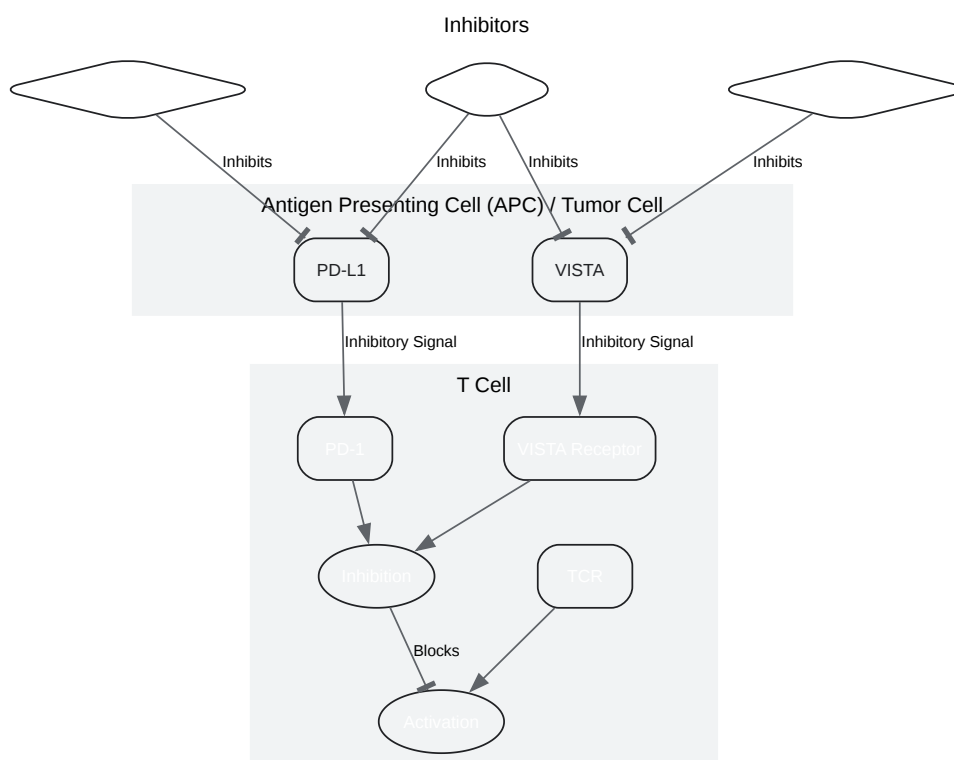 Inhibitors
Inhibits
Inhibits
Inhibits
Inhibits
Antigen Presenting Cell (APC) / Tumor Cell
PD-L1
VISTA
Inhibitory Signal
Inhibitory Signal
T Cell
PD-1
VISTA Receptor
Inhibition
TCR
Blocks
Activation